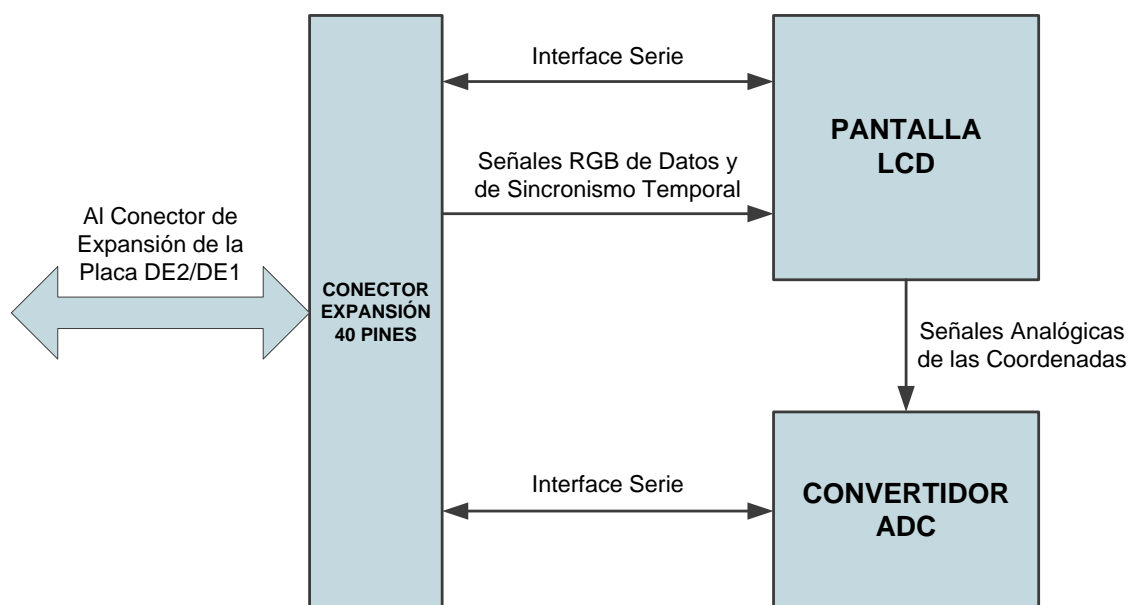 Interface Serie
PANTALLA
LCD
Señales RGB de Datos y
de Sincronismo Temporal
Al Conector de
Expansión de la
Placa DE2/DE1
CONECTOR
EXPANSIÓN
40 PINES
Señales Analógicas
de las Coordenadas
Interface Serie
CONVERTIDOR
ADC